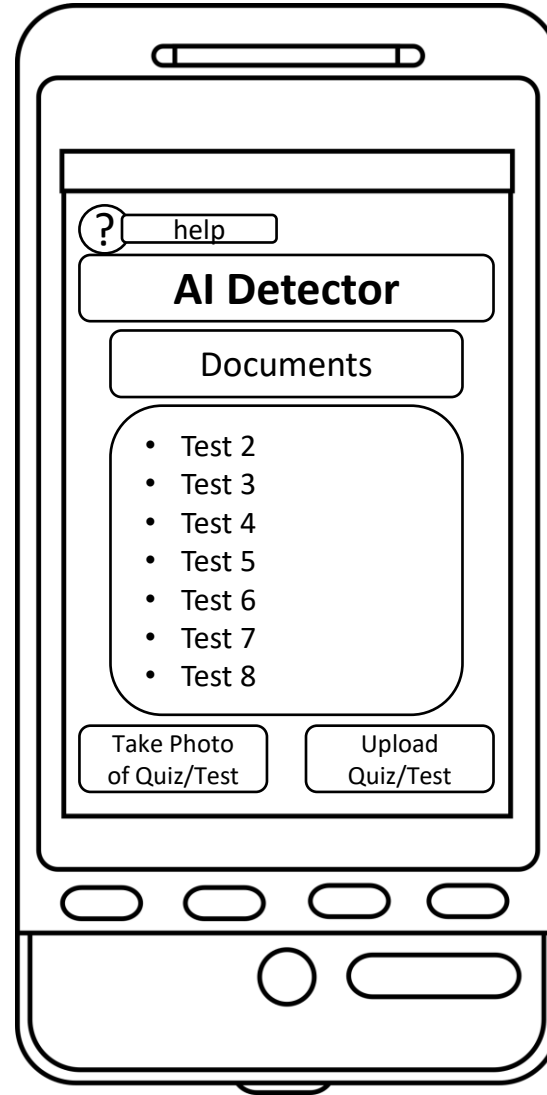 ? help
AI Detector
Documents
• Test 2
• Test 3
• Test 4
• Test 5
• Test 6
• Test 7
• Test 8
Take Photo
of Quiz/Test
Upload
Quiz/Test